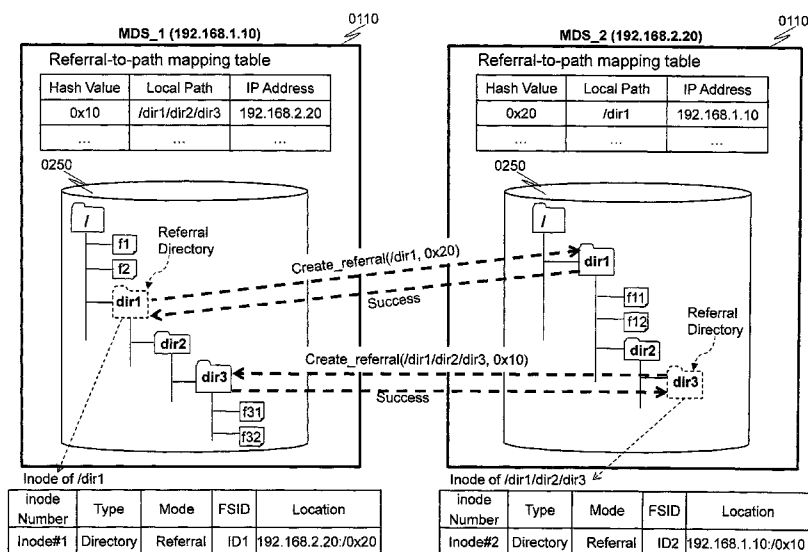 MDS_1 (192.168.1.10)
0110
Referral-to-path mapping table
Hash Value Local Path IP Address
0x10 /dir1/dir2/dir3 192.168.2.20
... ... ...
0250
/
f1
f2
Referral
Directory
dir1
dir2
dir3
f31
f32
Create_referral(/dir1, 0x20)
Success
Create_referral(/dir1/dir2/dir3, 0x10)
Success
MDS_2 (192.168.2.20)
0110
Referral-to-path mapping table
Hash Value Local Path IP Address
0x20 /dir1 192.168.1.10
... ... ...
0250
/
dir1
f11
f12
dir2
Referral
Directory
dir3
Inode of /dir1
inode
Number Type Mode FSID Location
Inode#1 Directory Referral ID1 192.168.2.20:/0x20
Inode of /dir1/dir2/dir3
inode
Number Type Mode FSID Location
Inode#2 Directory Referral ID2 192.168.1.10:/0x10